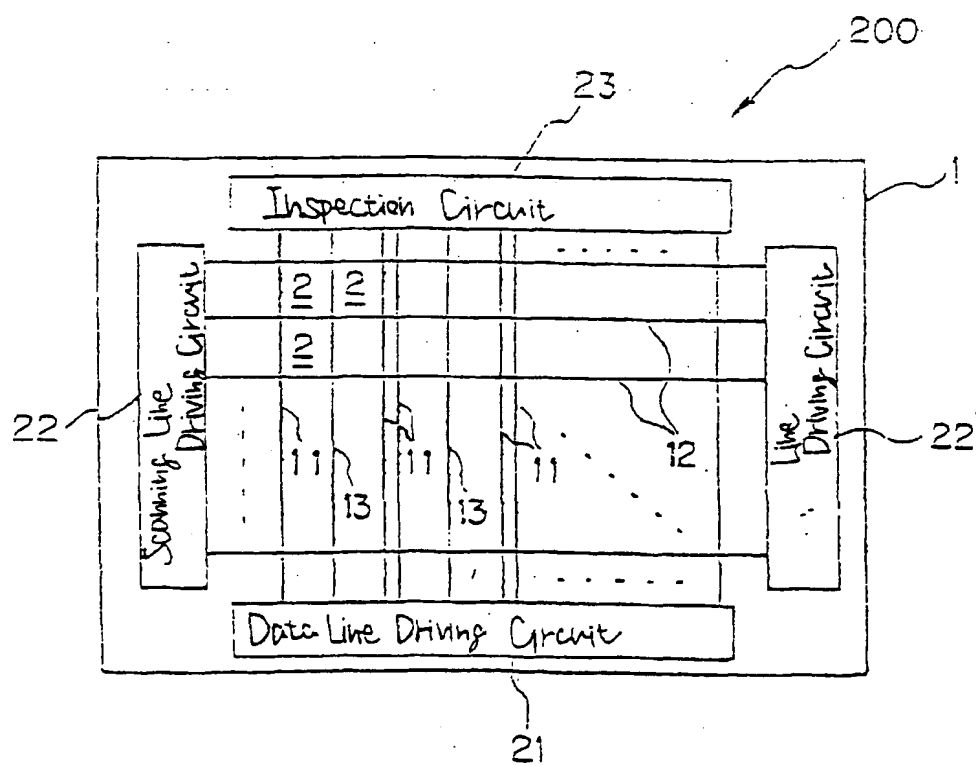 200
23
1
Inspection Circuit
12 12
12
Scanning Line
Driving Circuit
Line
Driving Circuit
22
22
11
13
11
13
11
12
Data Line Driving Circuit
21